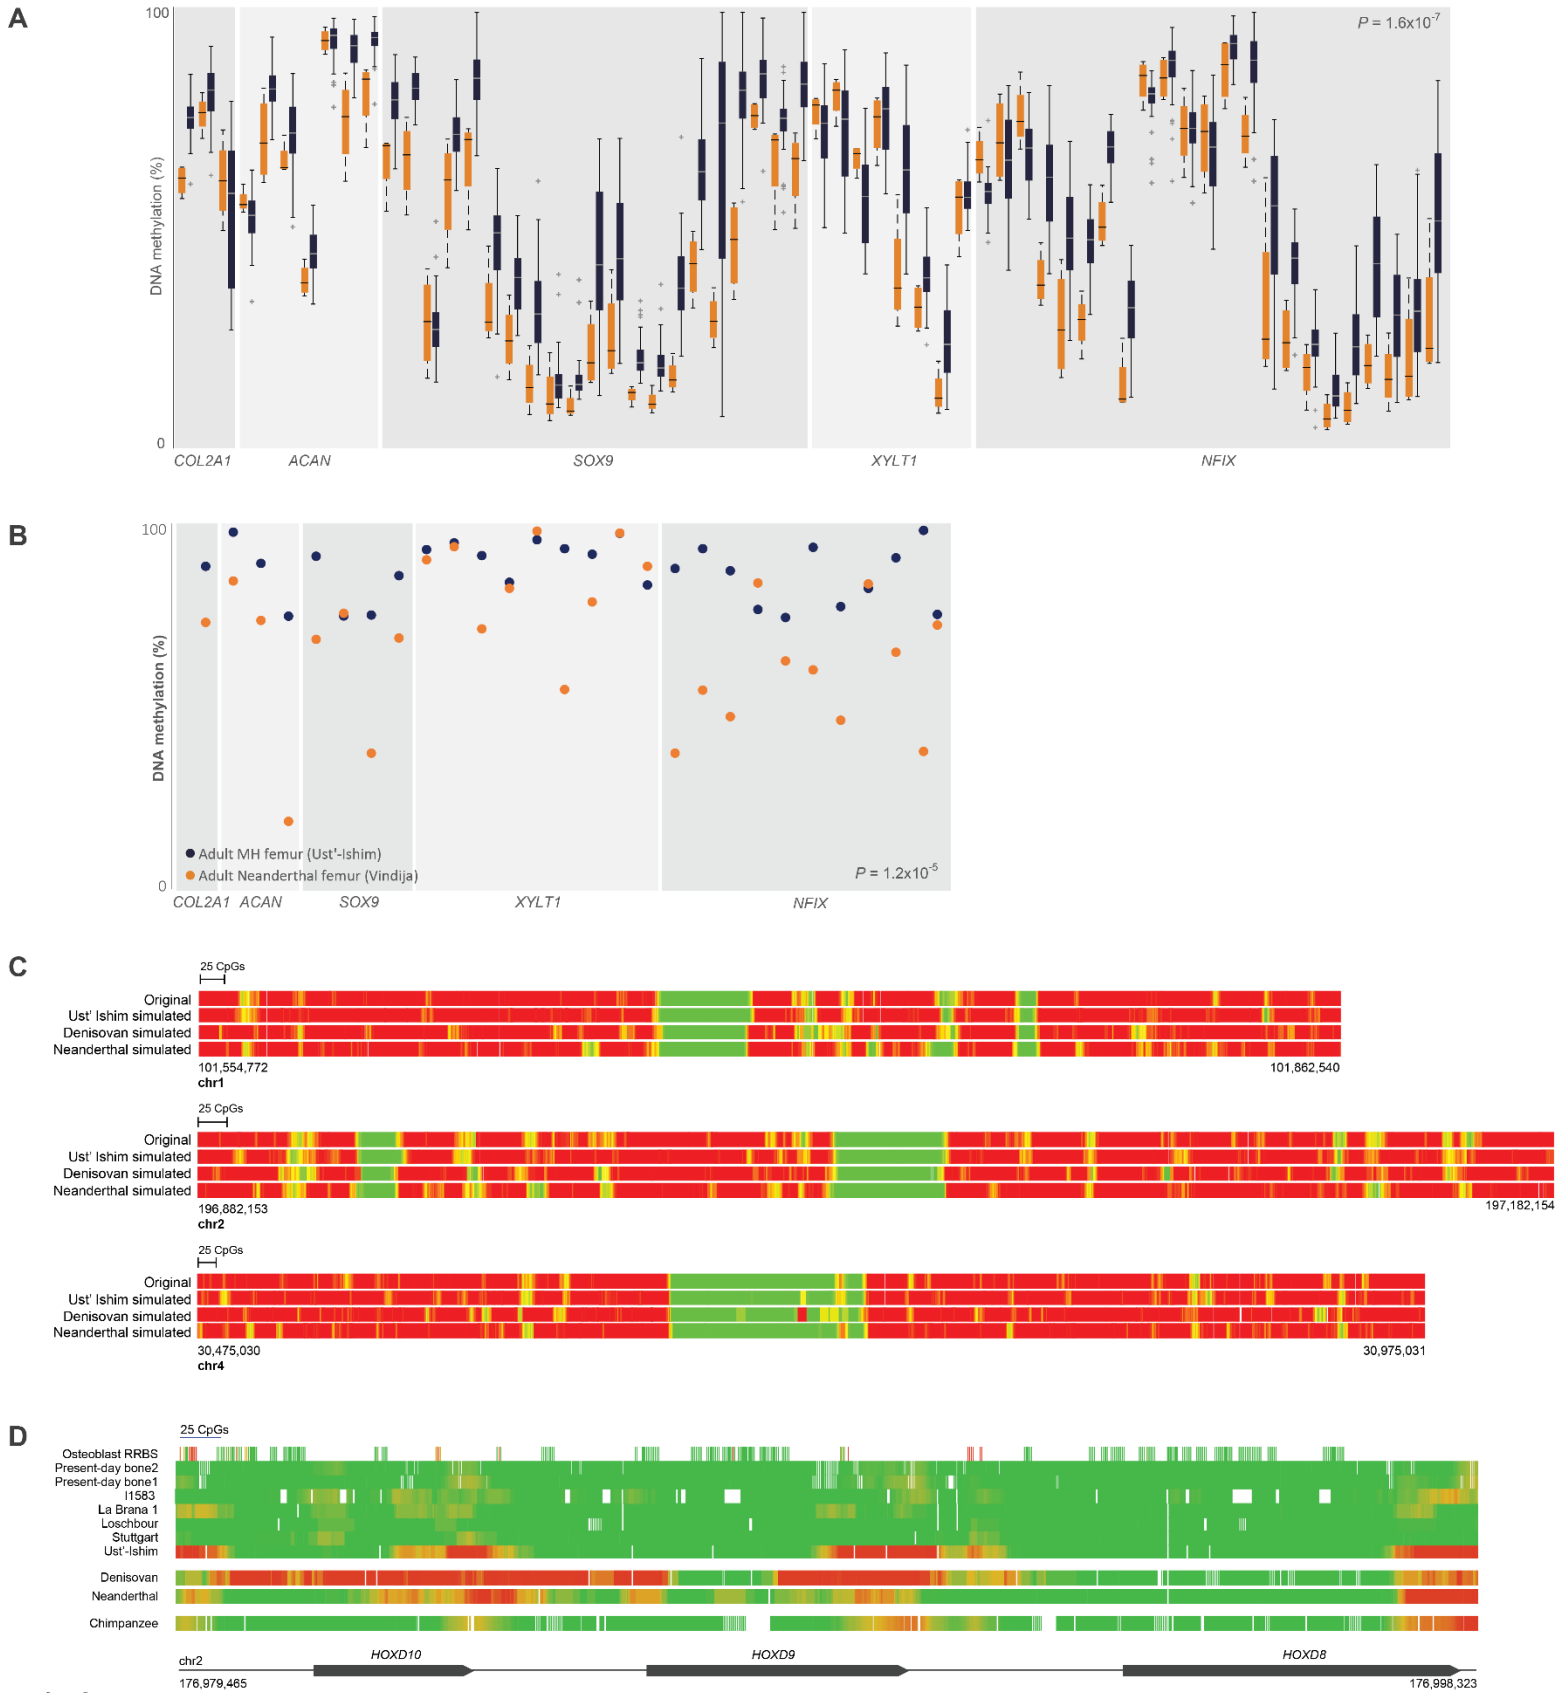 A
100
P = 1.6x10-7
DNA methylation (%)
0
COL2A1 ACAN SOX9 XYLT1 NFIX
B
100
DNA methylation (%)
Adult MH femur (Ust'-Ishim)
Adult Neanderthal femur (Vindija)
P = 1.2x10-5
0
COL2A1 ACAN SOX9 XYLT1 NFIX
C
25 CpGs
Original
Ust' Ishim simulated
Denisovan simulated
Neanderthal simulated
101,554,772 101,862,540
chr1
25 CpGs
Original
Ust' Ishim simulated
Denisovan simulated
Neanderthal simulated
196,882,153 197,182,154
chr2
25 CpGs
Original
Ust' Ishim simulated
Denisovan simulated
Neanderthal simulated
30,475,030 30,975,031
chr4
D
25 CpGs
Osteoblast RRBS
Present-day bone2
Present-day bone1
I1583
La Brana 1
Loschbour
Stuttgart
Ust'-Ishim
Denisovan
Neanderthal
Chimpanzee
chr2 HOXD10 HOXD9 HOXD8
176,979,465 176,998,323